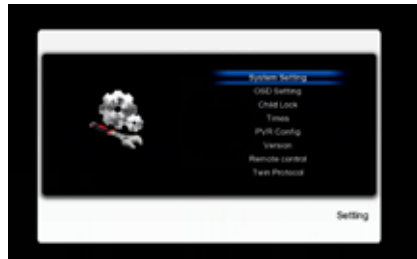 System Setting
OSD Setting
Child Lock
Times
PVR Config
Version
Remote control
Twin Protocol
Setting